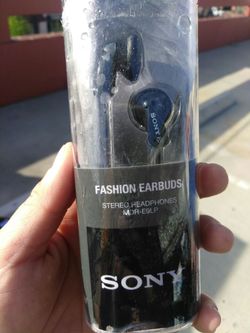 SONY
FASHION EARBUDS
STEREO HEADPHONES
MDR-E9LP
SONY